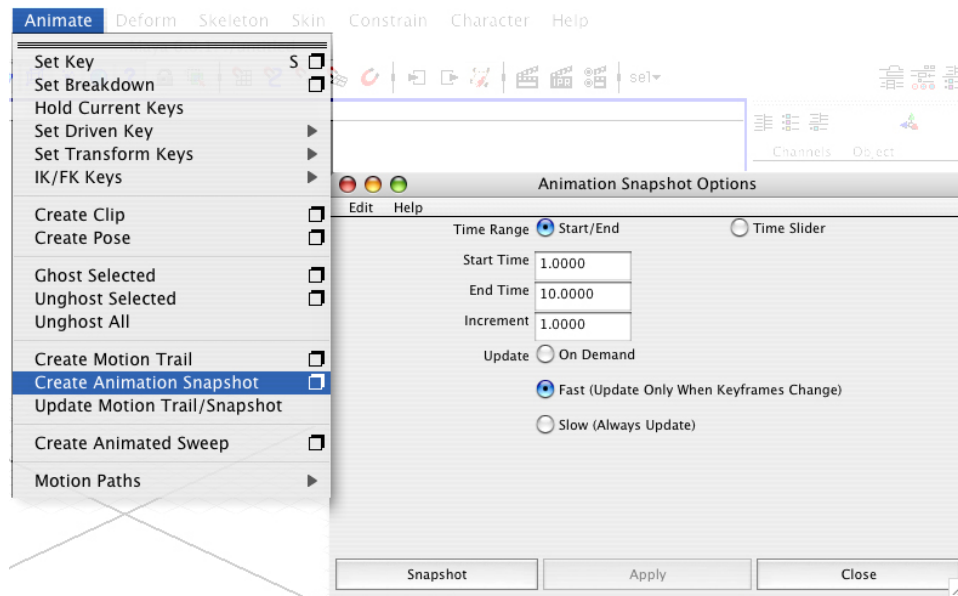 Animate Deform Skeleton Skin Constrain Character Help
Set Key S
Set Breakdown
Hold Current Keys
Set Driven Key
Set Transform Keys
IK/FK Keys
Create Clip
Create Pose
Ghost Selected
Unghost Selected
Unghost All
Create Motion Trail
Create Animation Snapshot
Update Motion Trail/Snapshot
Create Animated Sweep
Motion Paths
IPR sel
Channels Object
Animation Snapshot Options
Edit Help
Time Range Start/End Time Slider
Start Time 1.0000
End Time 10.0000
Increment 1.0000
Update On Demand
Fast (Update Only When Keyframes Change)
Slow (Always Update)
Snapshot Apply Close